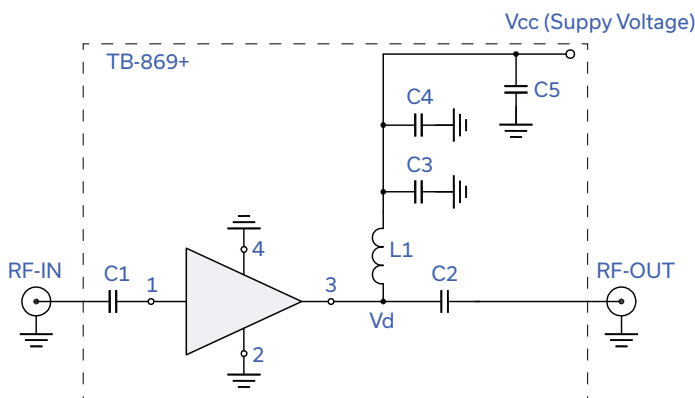 Vcc (Suppy Voltage)
TB-869+
C5
C4
C3
4
L1
RF-IN
C1
1
3
C2
RF-OUT
Vd
2